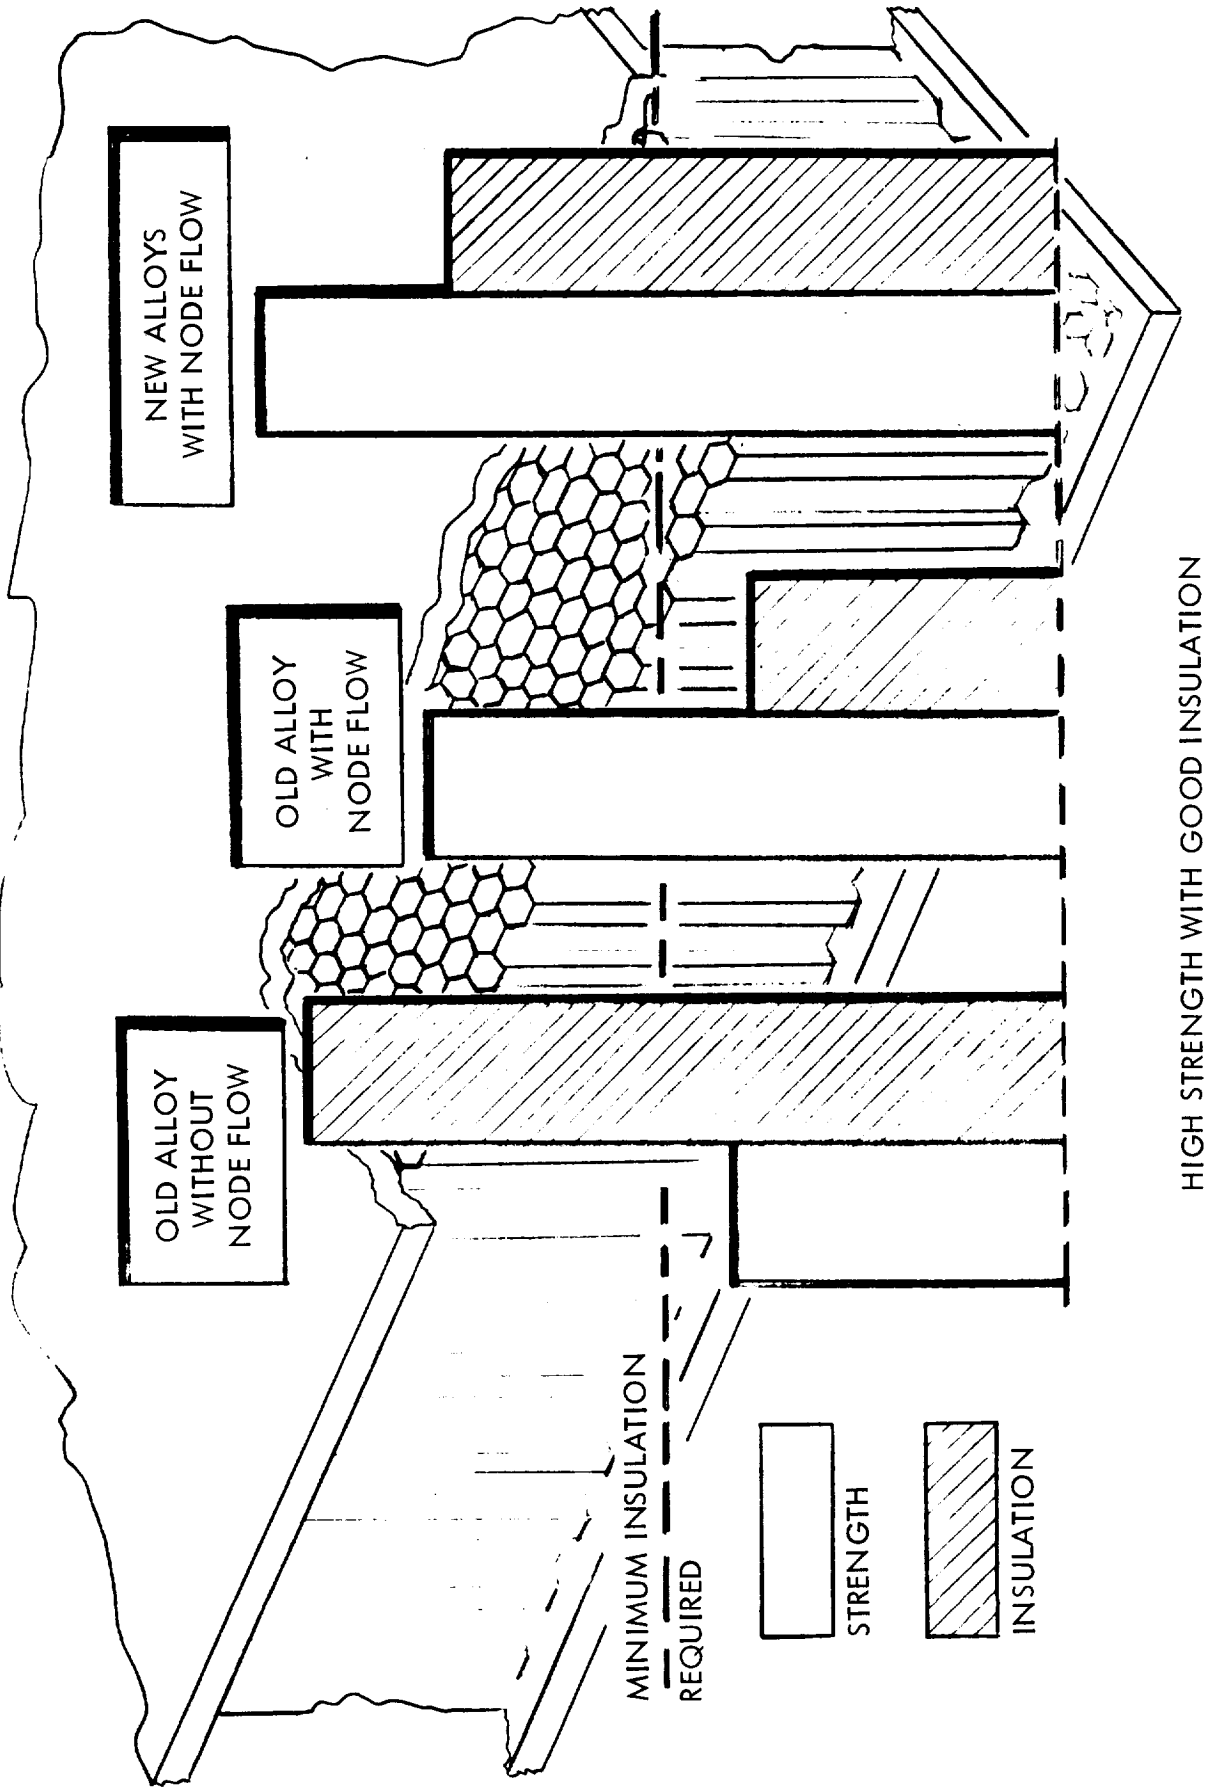 OLD ALLOY
WITHOUT
NODE FLOW
OLD ALLOY
WITH
NODE FLOW
NEW ALLOYS
WITH NODE FLOW
MINIMUM INSULATION
REQUIRED
STRENGTH
INSULATION
HIGH STRENGTH WITH GOOD INSULATION